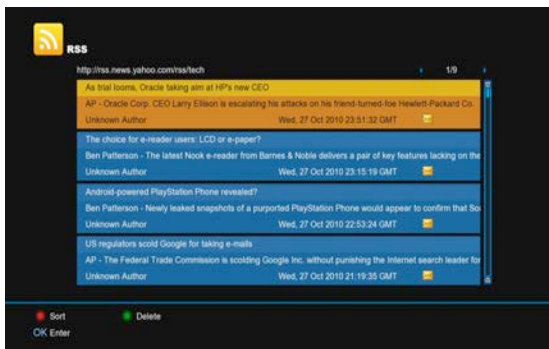 RSS
http://rss.news.yahoo.com/rss/tech 1/9
As trial looms, Oracle taking aim at HP's new CEO
AP - Oracle Corp. CEO Larry Ellison is escalating his attacks on his friend-turned-foe Hewlett-Packard Co.
Unknown Author Wed, 27 Oct 2010 23:51:32 GMT
The choice for e-reader users: LCD or e-paper?
Ben Patterson - The latest Nook e-reader from Barnes & Noble delivers a pair of key features lacking on the
Unknown Author Wed, 27 Oct 2010 23:15:19 GMT
Android-powered PlayStation Phone revealed?
Ben Patterson - Newly leaked snapshots of a purported PlayStation Phone would appear to confirm that So
Unknown Author Wed, 27 Oct 2010 22:53:24 GMT
US regulators scold Google for taking e-mails
AP - The Federal Trade Commission is scolding Google Inc. without punishing the Internet search leader for
Unknown Author Wed, 27 Oct 2010 21:19:35 GMT
Sort Delete
OK Enter